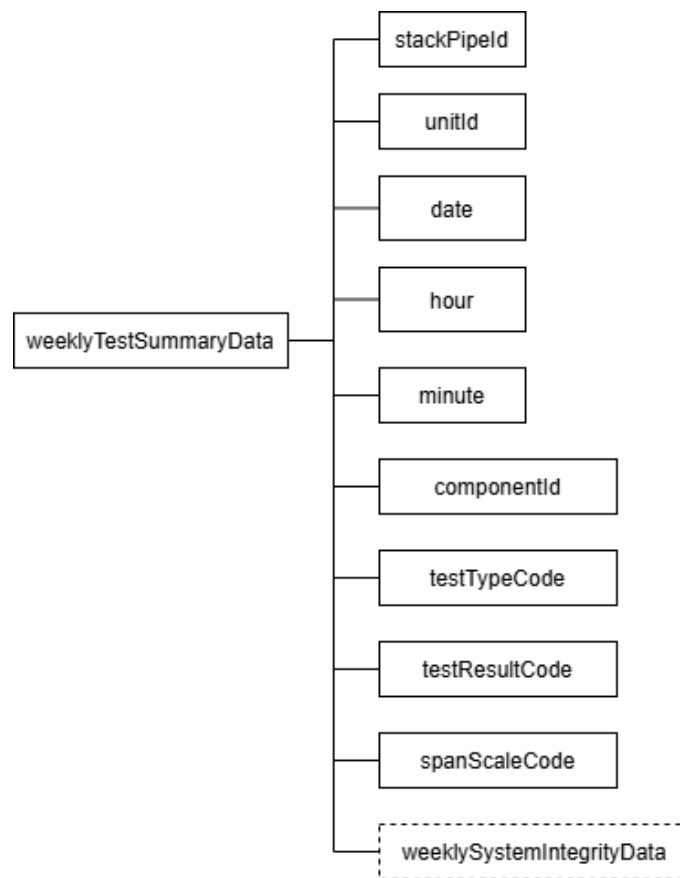 stackPipeId
unitId
date
hour
weeklyTestSummaryData
minute
componentId
testTypeCode
testResultCode
spanScaleCode
weeklySystemIntegrityData